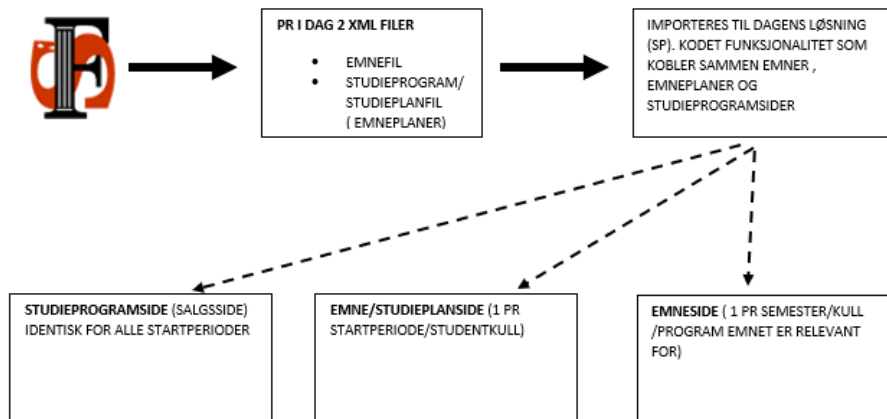 PR I DAG 2 XML FILER
• EMNEFIL
• STUDIEPROGRAM/
STUDIEPLANFIL
( EMNEPLANER)
IMPORTERES TIL DAGENS LØSNING
(SP). KODET FUNKSJONALITET SOM
KOBLER SAMMEN EMNER ,
EMNEPLANER OG
STUDIEPROGRAMSIDER
STUDIEPROGRAMSIDE (SALGSSIDE)
IDENTISK FOR ALLE STARTPERIODER
EMNE/STUDIEPLANSIDE (1 PR
STARTPERIODE/STUDENTKULL)
EMNESIDE ( 1 PR SEMESTER/KULL
/PROGRAM EMNET ER RELEVANT
FOR)